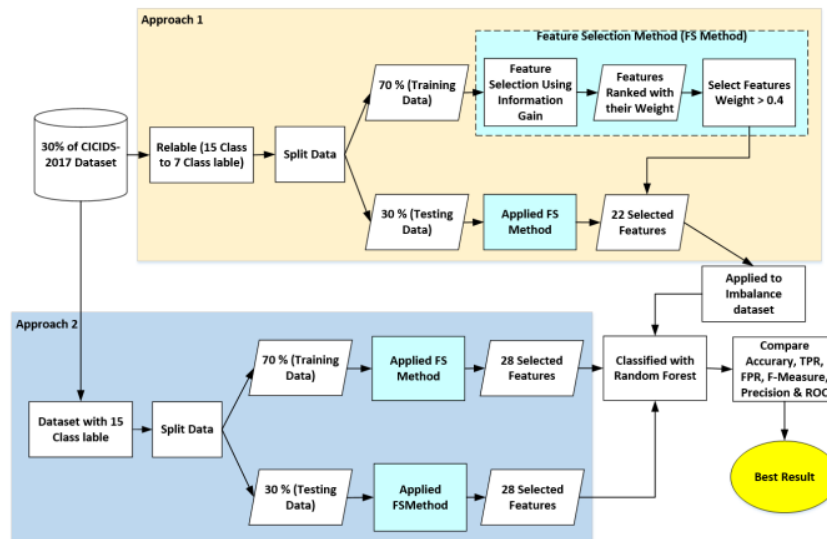 Approach 1
Feature Selection Method (FS Method)
70 % (Training
Data)
Feature
Selection Using
Information
Gain
Features
Ranked with
their Weight
Select Features
Weight > 0.4
30% of CICIDS-
2017 Dataset
Relable (15 Class
to 7 Class lable)
Split Data
30 % (Testing
Data)
Applied FS
Method
22 Selected
Features
Applied to
Imbalance
dataset
Approach 2
70 % (Training
Data)
Applied FS
Method
28 Selected
Features
Classified with
Random Forest
Compare
Accurary, TPR,
FPR, F-Measure,
Precision & ROC
Dataset with 15
Class lable
Split Data
30 % (Testing
Data)
Applied
FSMethod
28 Selected
Features
Best Result